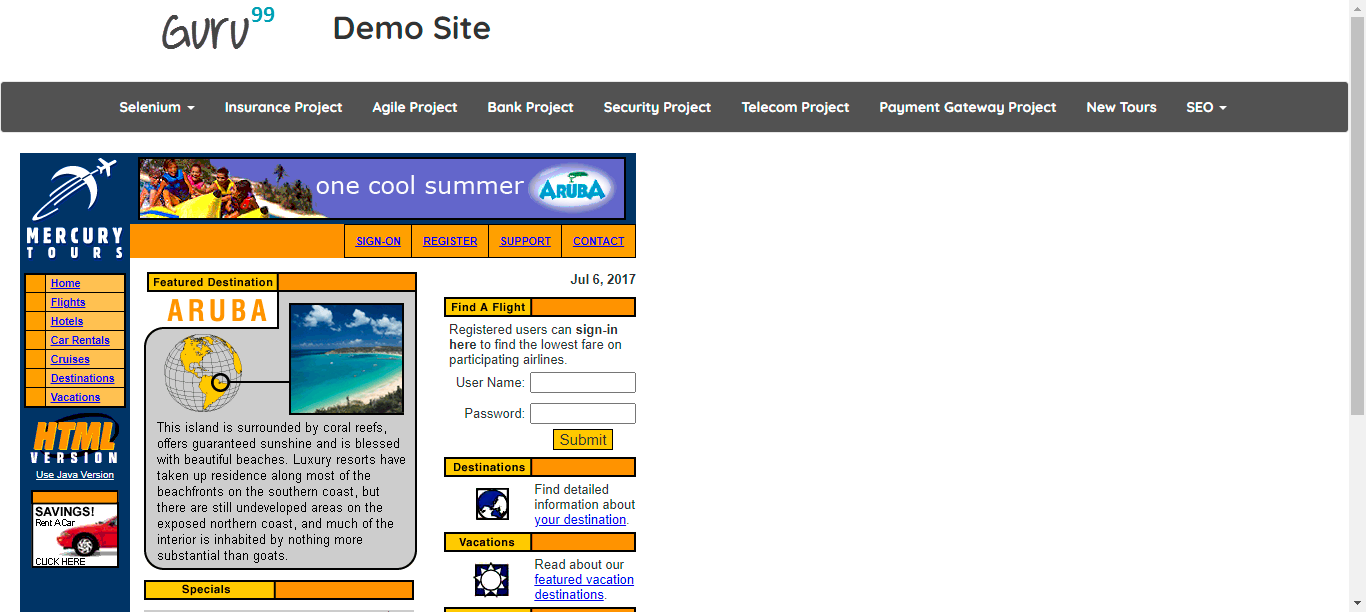 Guru99
Demo Site
Selenium
Insurance Project
Agile Project
Bank Project
Security Project
Telecom Project
Payment Gateway Project
New Tours
SEO
one cool summer
ARUBA
MERCURY
TOURS
SIGN-ON
REGISTER
SUPPORT
CONTACT
Home
Flights
Hotels
Car Rentals
Cruises
Destinations
Vacations
HTML
VERSION
Use Java Version
SAVINGS!
Rent A Car
CLICK HERE
Featured Destination
ARUBA
This island is surrounded by coral reefs,
offers guaranteed sunshine and is blessed
with beautiful beaches. Luxury resorts have
taken up residence along most of the
beachfronts on the southern coast, but
there are still undeveloped areas on the
exposed northern coast, and much of the
interior is inhabited by nothing more
substantial than goats.
Specials
Jul 6, 2017
Find A Flight
Registered users can sign-in
here to find the lowest fare on
participating airlines.
User Name:
Password:
Submit
Destinations
Find detailed
information about
your destination.
Vacations
Read about our
featured vacation
destinations.